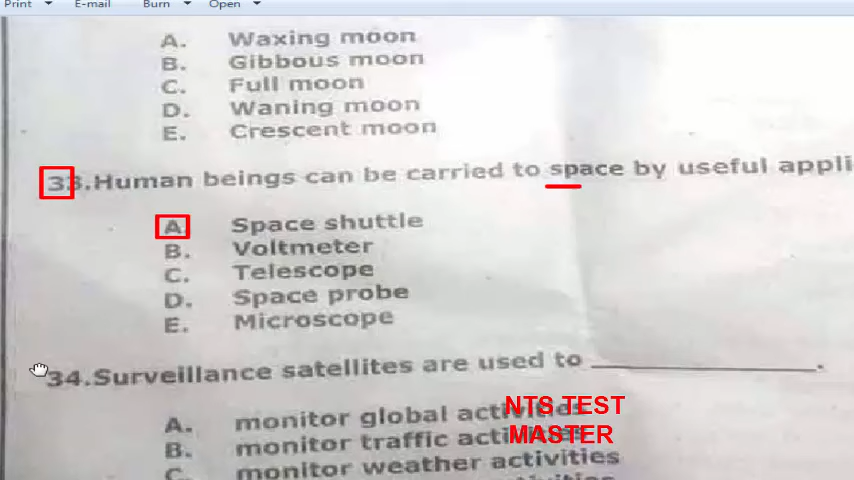 Print E-mail Burn Open
A. Waxing moon
B. Gibbous moon
C. Full moon
D. Waning moon
E. Crescent moon
33.Human beings can be carried to space by useful appli
A. Space shuttle
B. Voltmeter
C. Telescope
D. Space probe
E. Microscope
34.Surveillance satellites are used to ____________.
A. monitor global activities
NTS TEST
B. monitor traffic activities
MASTER
C. monitor weather activities